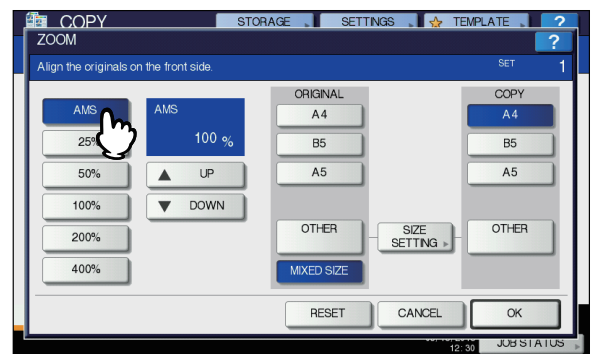 COPY STORAGE SETTINGS TEMPLATE ?
ZOOM ?
Align the originals on the front side. SET 1
ORIGINAL COPY
AMS AMS A4 A4
25% 100 % B5 B5
50% UP A5 A5
100% DOWN
200% OTHER SIZE SETTING OTHER
400% MIXED SIZE
RESET CANCEL OK
12: 30 JOB STATUS